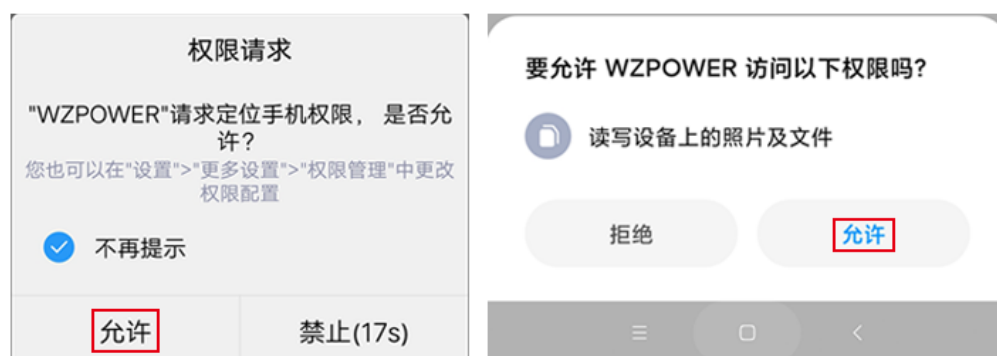 权限请求
"WZPOWER"请求定位手机权限， 是否允
许?
您也可以在"设置">"更多设置">"权限管理"中更改
权限配置
不再提示
允许
禁止(17s)
要允许 WZPOWER 访问以下权限吗?
读写设备上的照片及文件
拒绝
允许